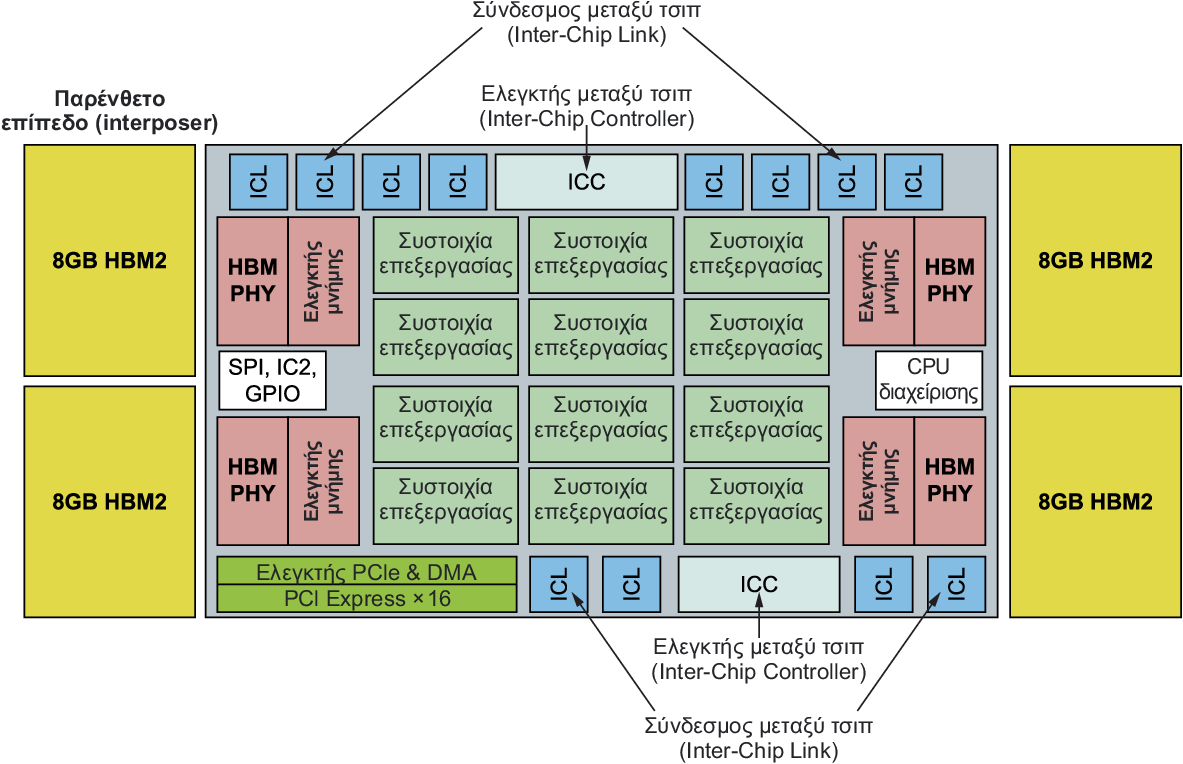 Σύνδεσμος μεταξύ τσιπ
(Inter-Chip Link)
Ελεγκτής μεταξύ τσιπ
(Inter-Chip Controller)
Παρένθετο
επίπεδο (interposer)
8GB HBM2
8GB HBM2
8GB HBM2
8GB HBM2
ICL
ICL
ICL
ICL
ICC
ICL
ICL
ICL
ICL
HBM
PHY
Ελεγκτής
μνήμης
Συστοιχία
επεξεργασίας
Συστοιχία
επεξεργασίας
Συστοιχία
επεξεργασίας
Ελεγκτής
μνήμης
HBM
PHY
Συστοιχία
επεξεργασίας
Συστοιχία
επεξεργασίας
Συστοιχία
επεξεργασίας
SPI, IC2,
GPIO
CPU
διαχείρισης
HBM
PHY
Ελεγκτής
μνήμης
Συστοιχία
επεξεργασίας
Συστοιχία
επεξεργασίας
Συστοιχία
επεξεργασίας
Ελεγκτής
μνήμης
HBM
PHY
Συστοιχία
επεξεργασίας
Συστοιχία
επεξεργασίας
Συστοιχία
επεξεργασίας
Ελεγκτής PCIe & DMA
PCI Express ×16
ICL
ICL
ICC
ICL
ICL
Ελεγκτής μεταξύ τσιπ
(Inter-Chip Controller)
Σύνδεσμος μεταξύ τσιπ
(Inter-Chip Link)